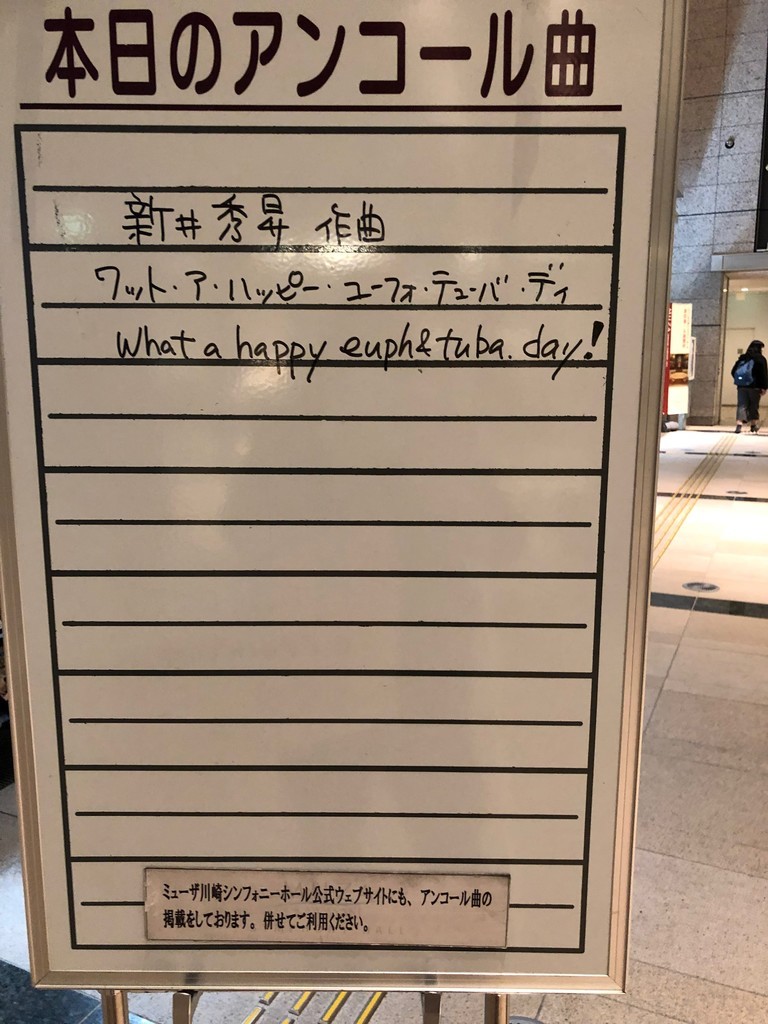 本日のアンコール曲
新井 秀昇 作曲
ワット・ア・ハッピー・ユーフォ・テューバ・ディ
What a happy euph&tuba. day!
ミューザ川崎シンフォニーホール公式ウェブサイトにも、アンコール曲の
掲載をしております。併せてご利用ください。